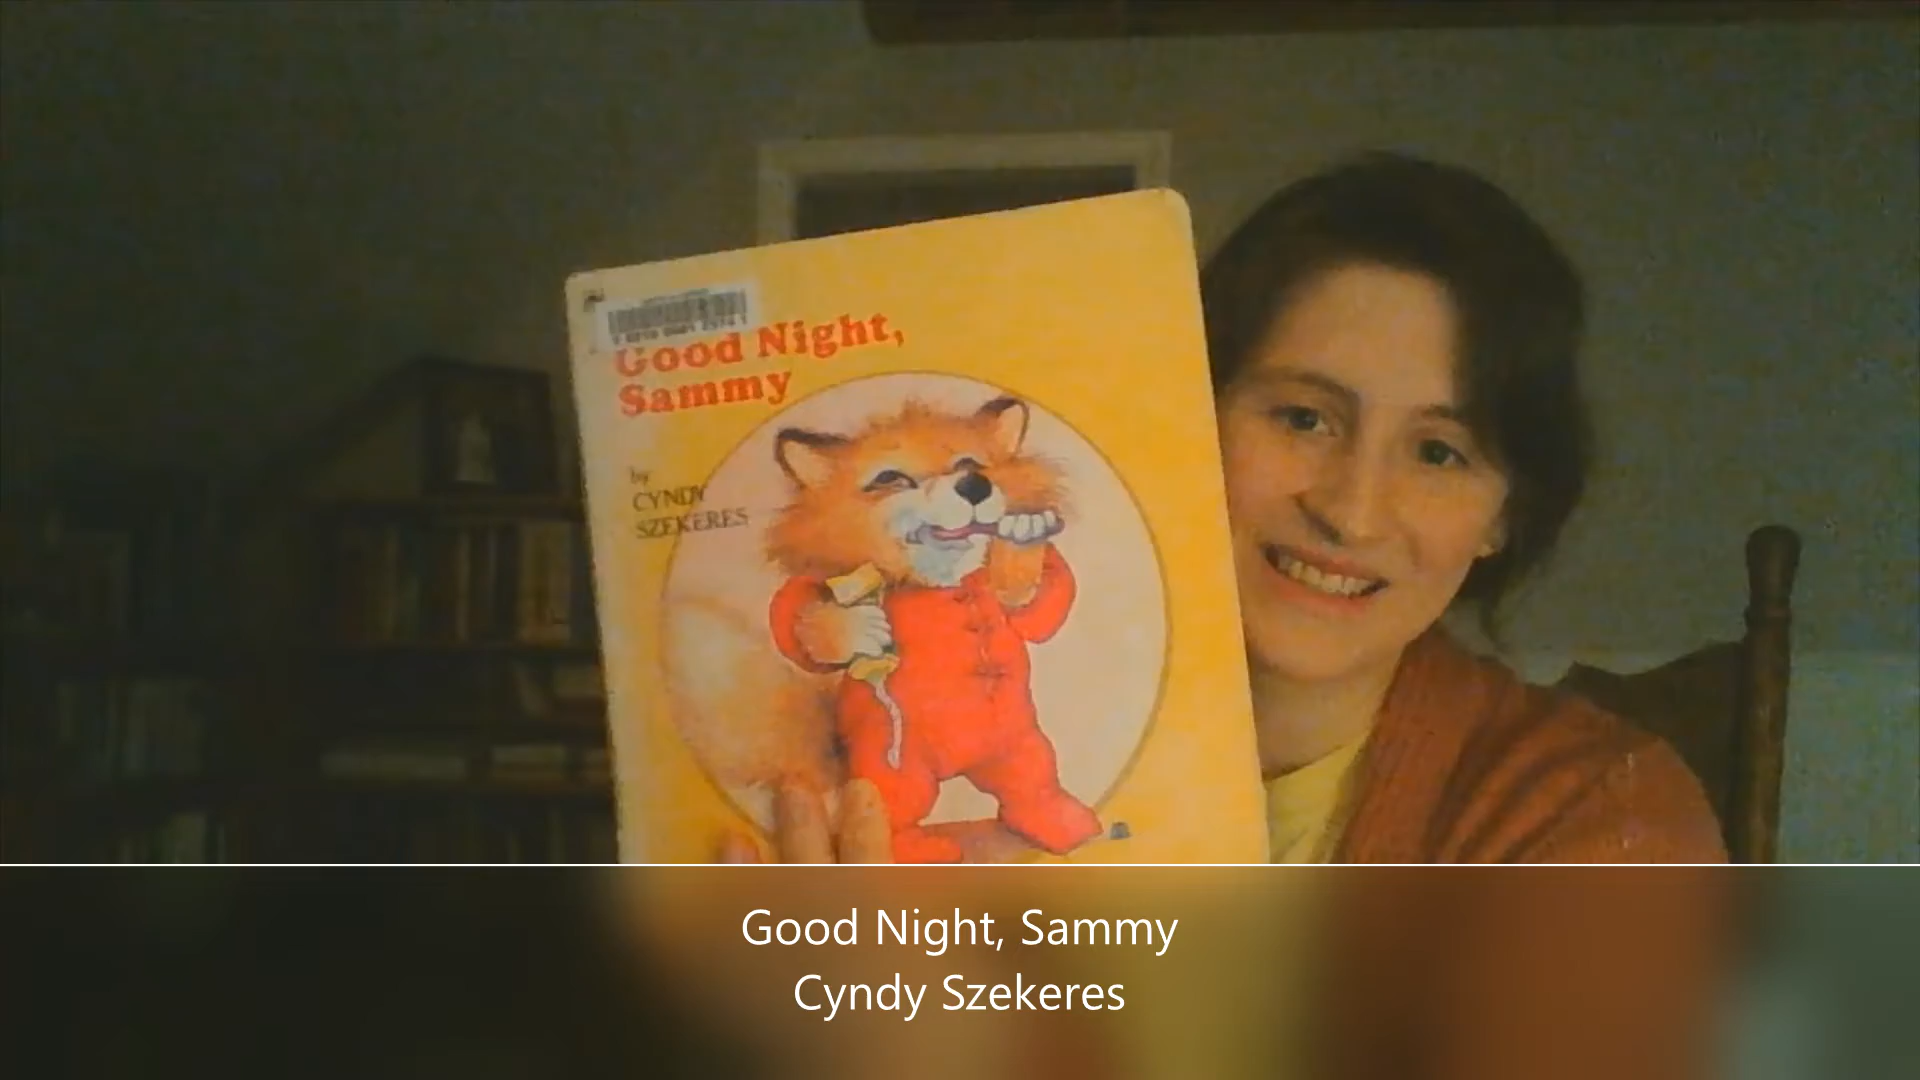 Good Night,
Sammy
by
CYNDY
SZEKERES
Good Night, Sammy
Cyndy Szekeres